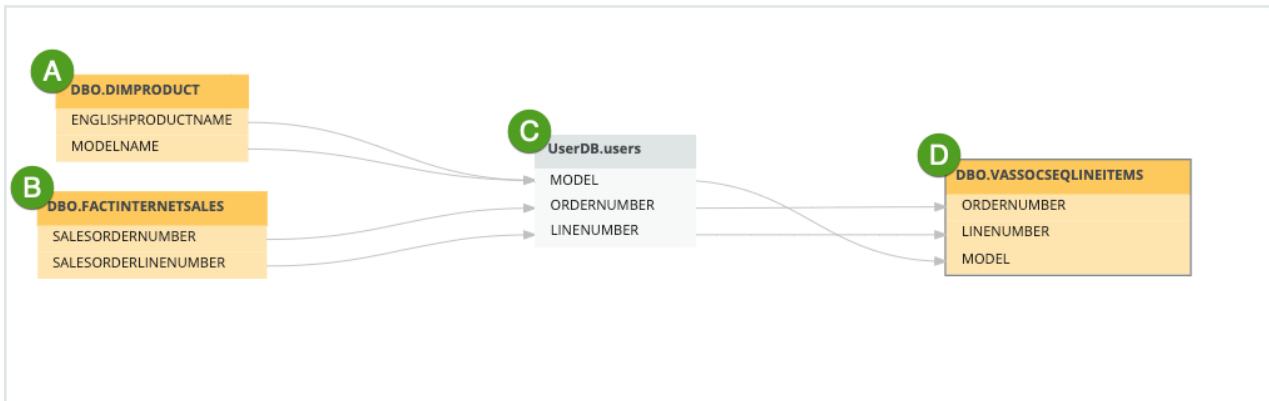 A
DBO.DIMPRODUCT
ENGLISHPRODUCTNAME
MODELNAME
B
DBO.FACTINTERNETSALES
SALESORDERNUMBER
SALESORDERLINENUMBER
C
UserDB.users
MODEL
ORDERNUMBER
LINENUMBER
D
DBO.VASSOCSEQLINEITEMS
ORDERNUMBER
LINENUMBER
MODEL